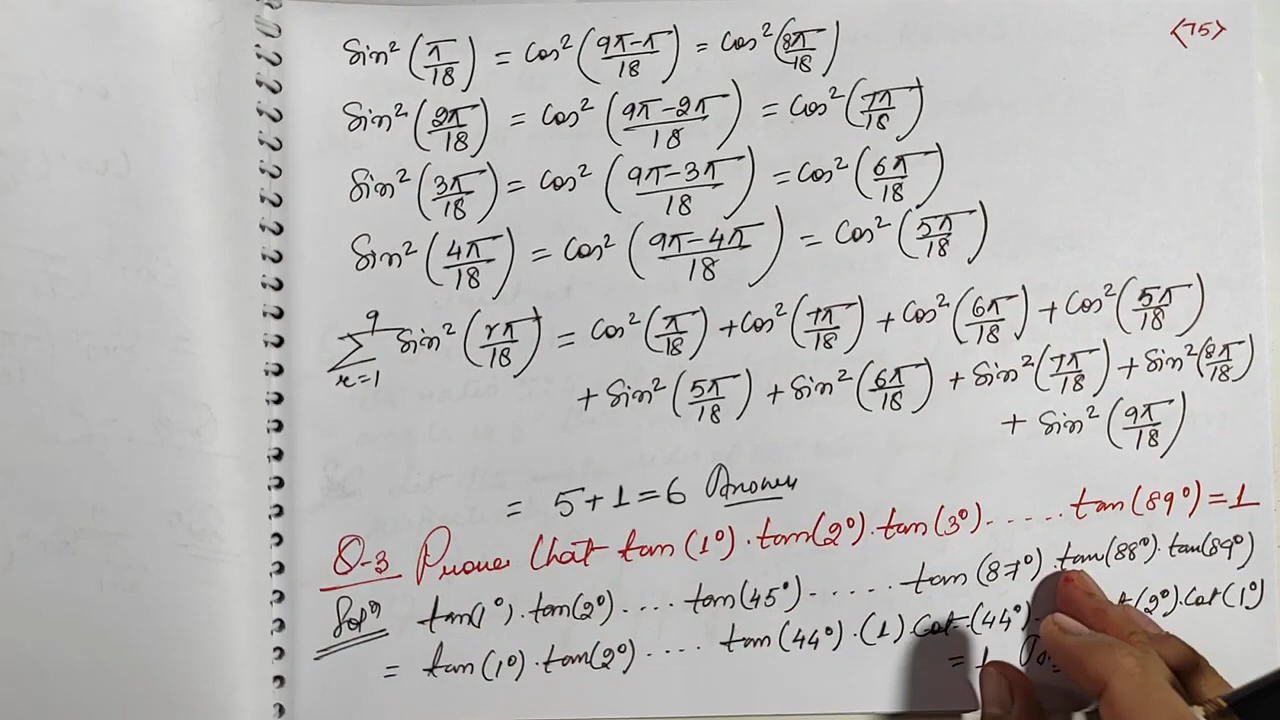 <75>
Sin²(π/18) = cos²((9π-π)/18) = cos²(8π/18)
Sin²(2π/18) = cos²((9π-2π)/18) = cos²(7π/18)
Sin²(3π/18) = cos²((9π-3π)/18) = cos²(6π/18)
Sin²(4π/18) = cos²((9π-4π)/18) = cos²(5π/18)
∑_{r=1}^{9} Sin²(rπ/18) = cos²(π/18) + cos²(7π/18) + cos²(6π/18) + cos²(5π/18)
+ Sin²(5π/18) + Sin²(6π/18) + Sin²(7π/18) + Sin²(8π/18)
+ Sin²(9π/18)
= 5+1=6 Answer
Q-3 Prove that tan(1°).tan(2°).tan(3°)..... tan(89°)=1
Solⁿ tan(1°).tan(2°).... tan(45°)..... tan(87°).tan(88°).tan(89°)
= tan(1°).tan(2°).... tan(44°).(1).cot(44°) (2°).cot(1°)
= 1